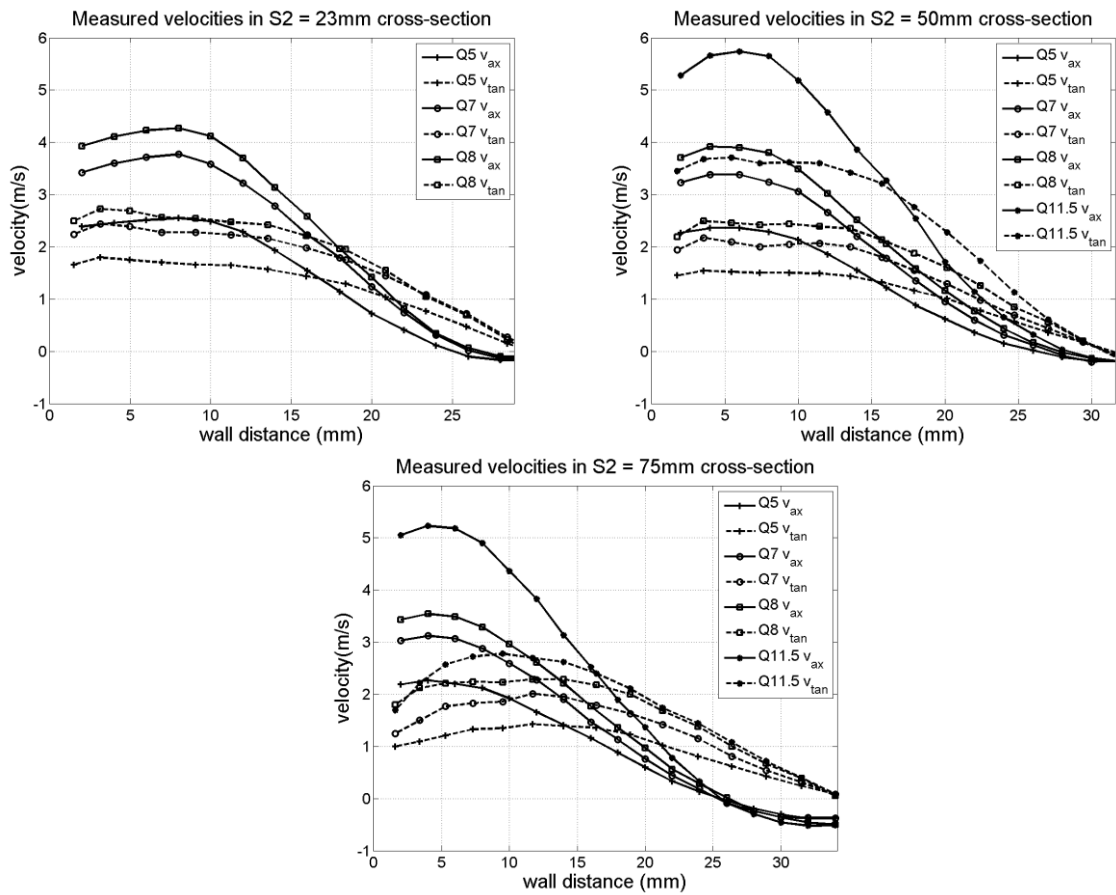 Measured velocities in S2 = 23mm cross-section
6
5
4
3
2
1
0
-1
velocity (m/s)
0 5 10 15 20 25
wall distance (mm)
Q5 v_ax
Q5 v_tan
Q7 v_ax
Q7 v_tan
Q8 v_ax
Q8 v_tan
Measured velocities in S2 = 50mm cross-section
6
5
4
3
2
1
0
-1
velocity (m/s)
0 5 10 15 20 25 30
wall distance (mm)
Q5 v_ax
Q5 v_tan
Q7 v_ax
Q7 v_tan
Q8 v_ax
Q8 v_tan
Q11.5 v_ax
Q11.5 v_tan
Measured velocities in S2 = 75mm cross-section
6
5
4
3
2
1
0
-1
velocity(m/s)
0 5 10 15 20 25 30
wall distance (mm)
Q5 v_ax
Q5 v_tan
Q7 v_ax
Q7 v_tan
Q8 v_ax
Q8 v_tan
Q11.5 v_ax
Q11.5 v_tan